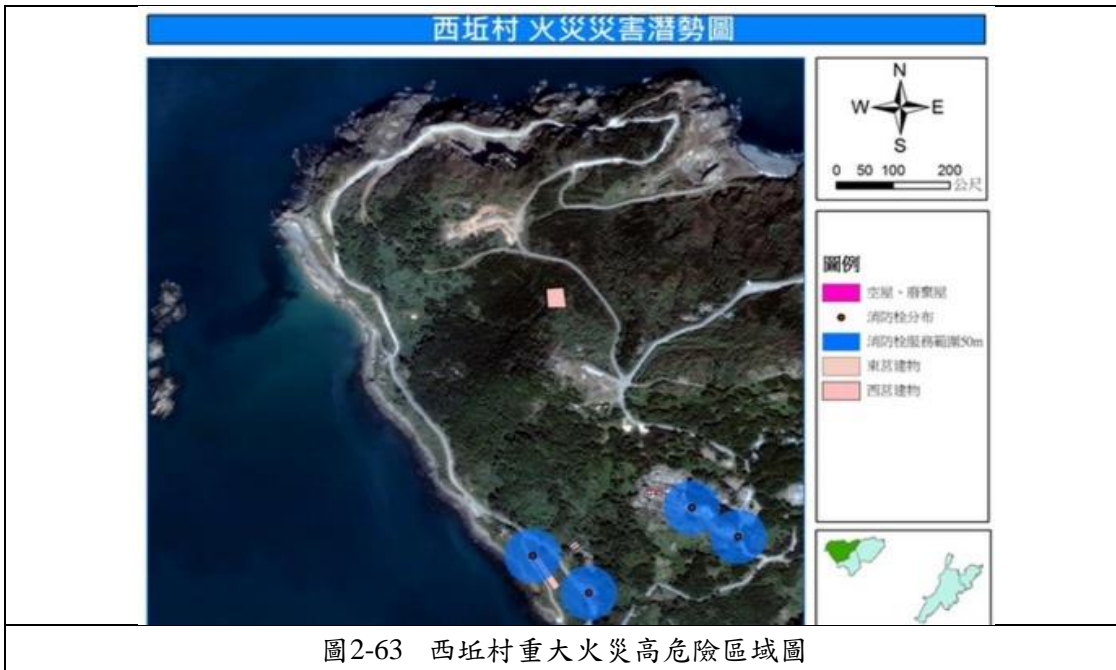 西坵村 火災災害潛勢圖
N
W E
S
0 50 100 200
公尺
圖例
空屋、廢棄屋
消防栓分布
消防栓服務範圍50m
東莒建物
西莒建物
圖2-63 西坵村重大火災高危險區域圖